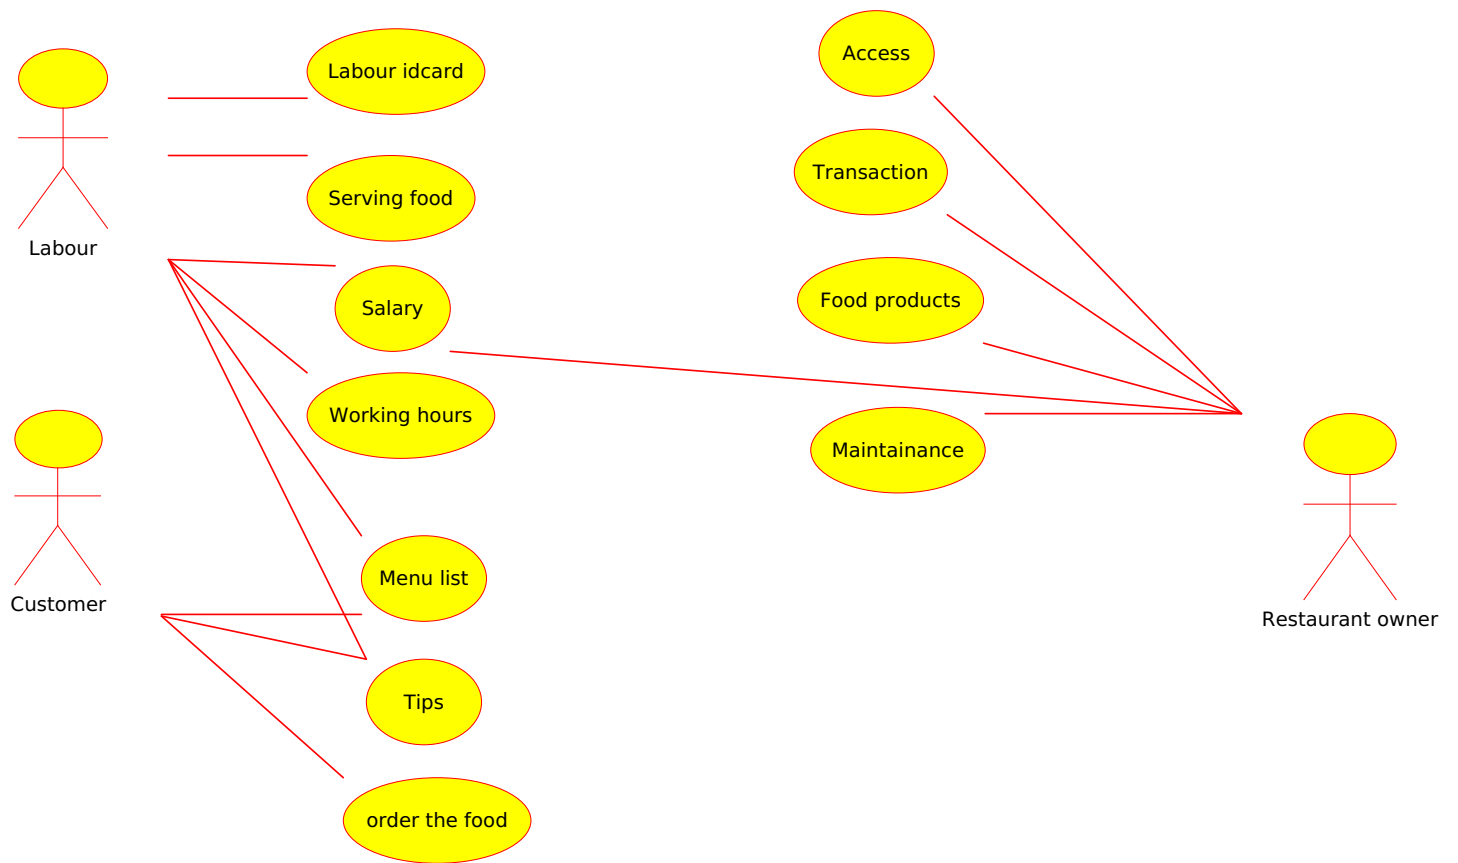 Access
Labour idcard
Transaction
Serving food
Labour
Food products
Salary
Working hours
Maintainance
Menu list
Customer
Restaurant owner
Tips
order the food